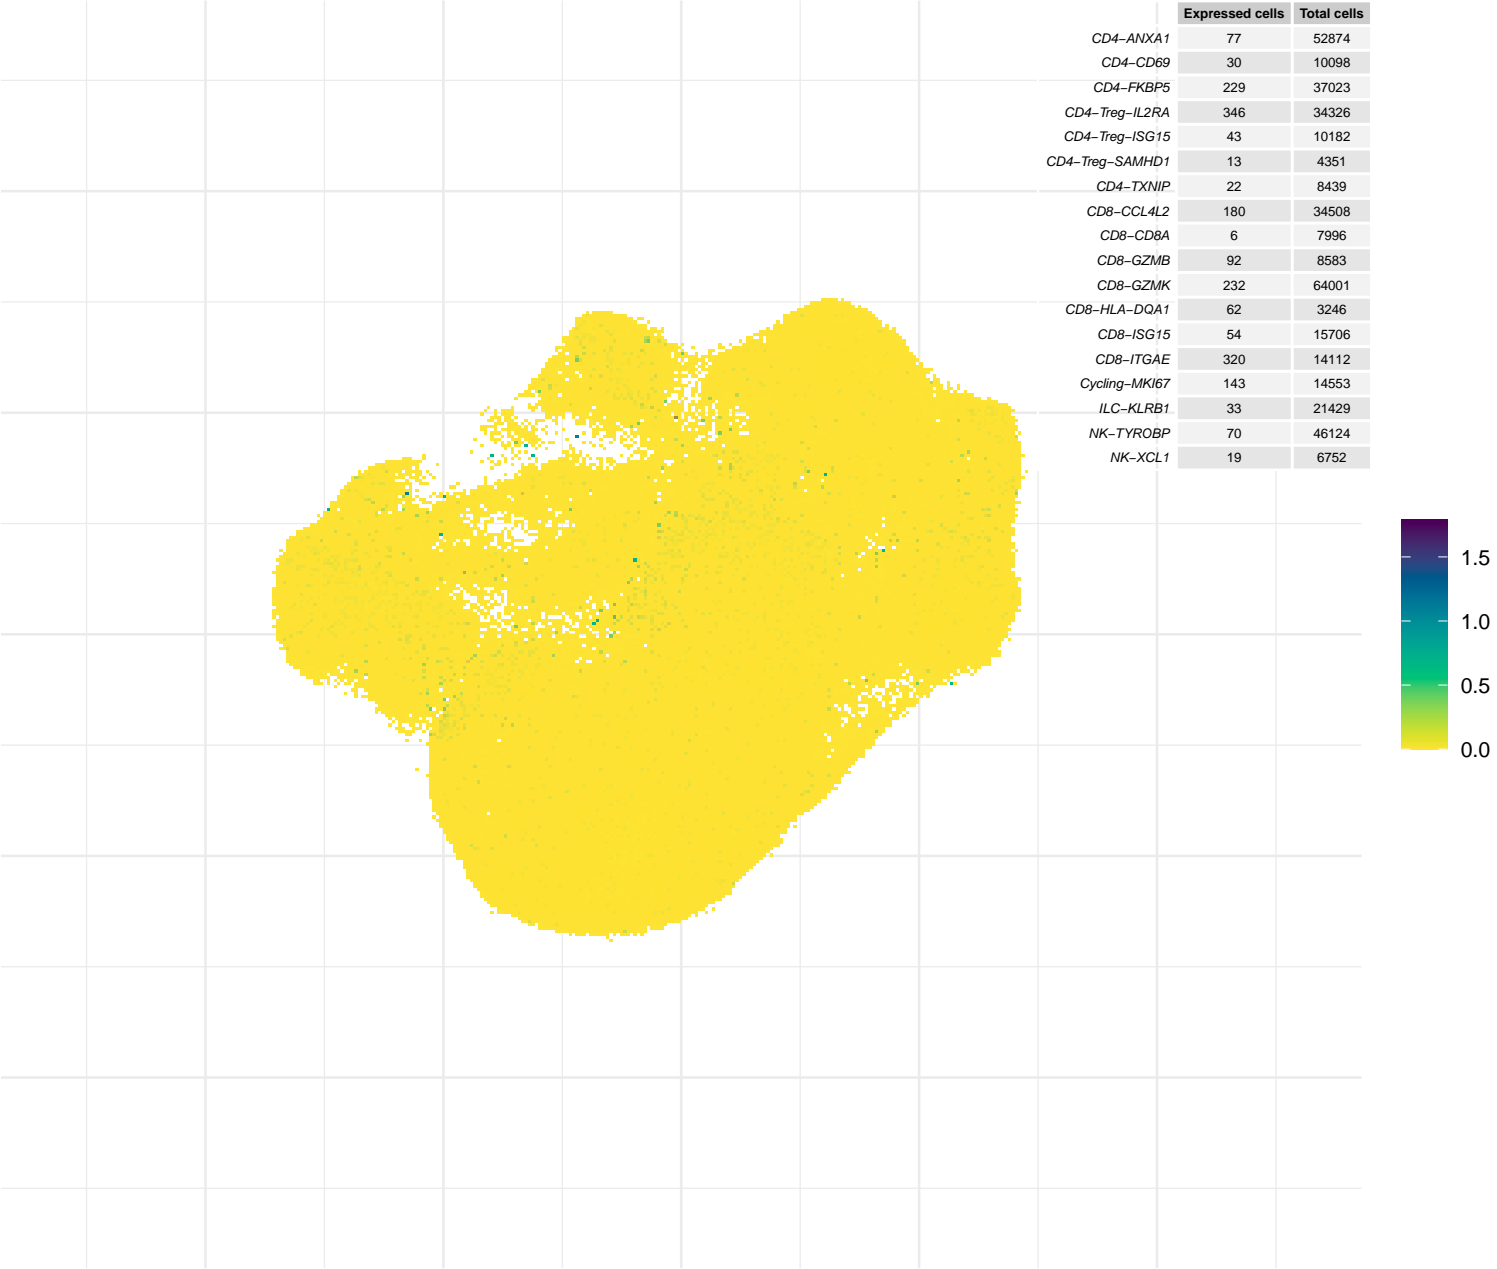 Expressed cells Total cells
CD4−ANXA1 77 52874
CD4−CD69 30 10098
CD4−FKBP5 229 37023
CD4−Treg−IL2RA 346 34326
CD4−Treg−ISG15 43 10182
CD4−Treg−SAMHD1 13 4351
CD4−TXNIP 22 8439
CD8−CCL4L2 180 34508
CD8−CD8A 6 7996
CD8−GZMB 92 8583
CD8−GZMK 232 64001
CD8−HLA−DQA1 62 3246
CD8−ISG15 54 15706
CD8−ITGAE 320 14112
Cycling−MKI67 143 14553
ILC−KLRB1 33 21429
NK−TYROBP 70 46124
NK−XCL1 19 6752
1.5
1.0
0.5
0.0